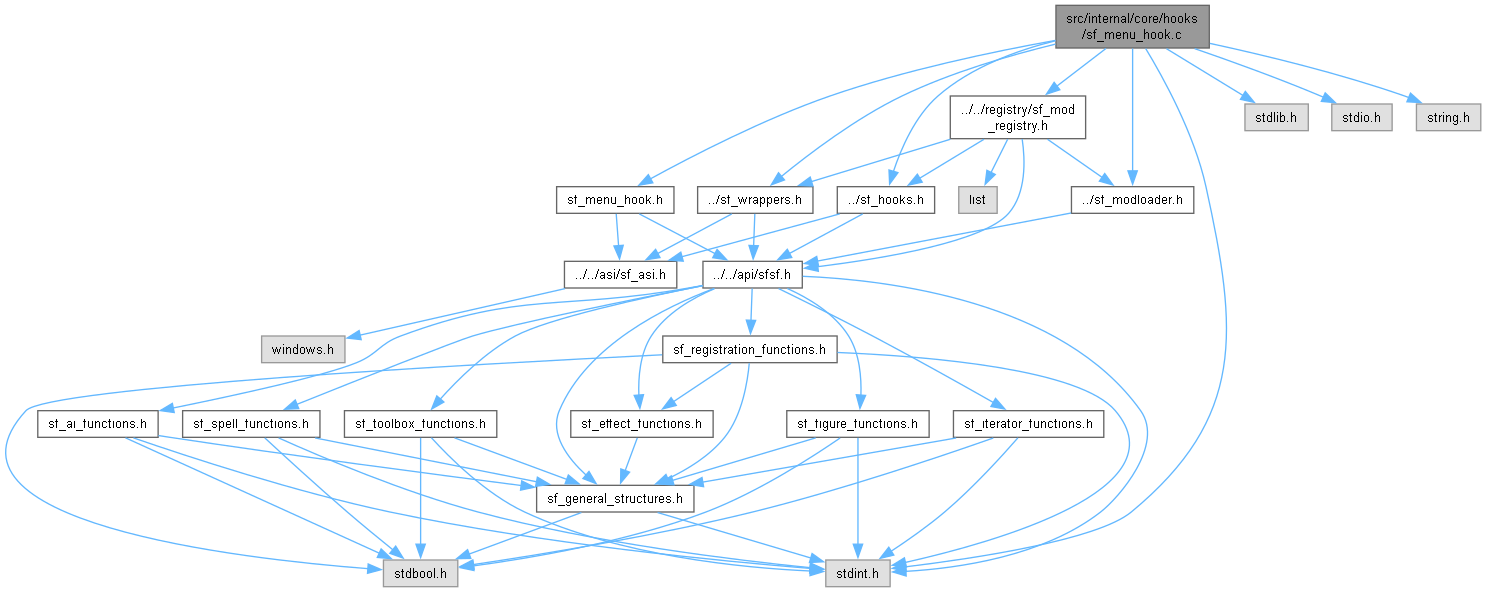 src/internal/core/hooks
/sf_menu_hook.c
../../registry/sf_mod
_registry.h
stdlib.h
stdio.h
string.h
sf_menu_hook.h
../sf_wrappers.h
../sf_hooks.h
list
../sf_modloader.h
../../asi/sf_asi.h
../../api/sfsf.h
windows.h
sf_registration_functions.h
sf_ai_functions.h
sf_spell_functions.h
sf_toolbox_functions.h
sf_effect_functions.h
sf_figure_functions.h
sf_iterator_functions.h
sf_general_structures.h
stdbool.h
stdint.h